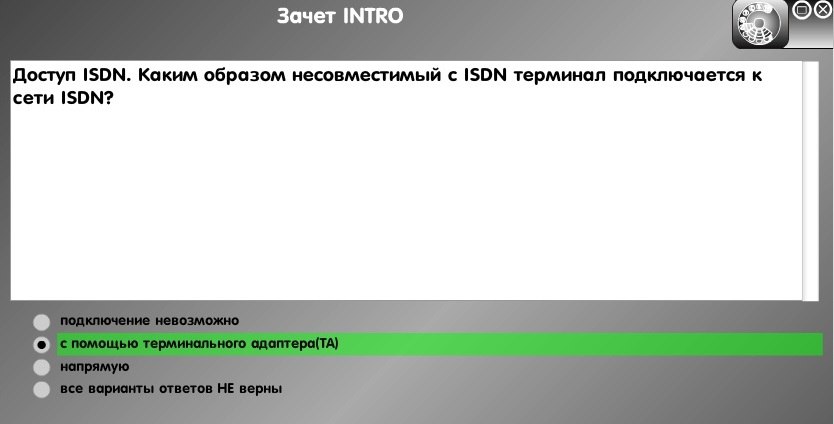 Зачет INTRO
Доступ ISDN. Каким образом несовместимый с ISDN терминал подключается к
сети ISDN?
подключение невозможно
с помощью терминального адаптера(TA)
напрямую
все варианты ответов НЕ верны